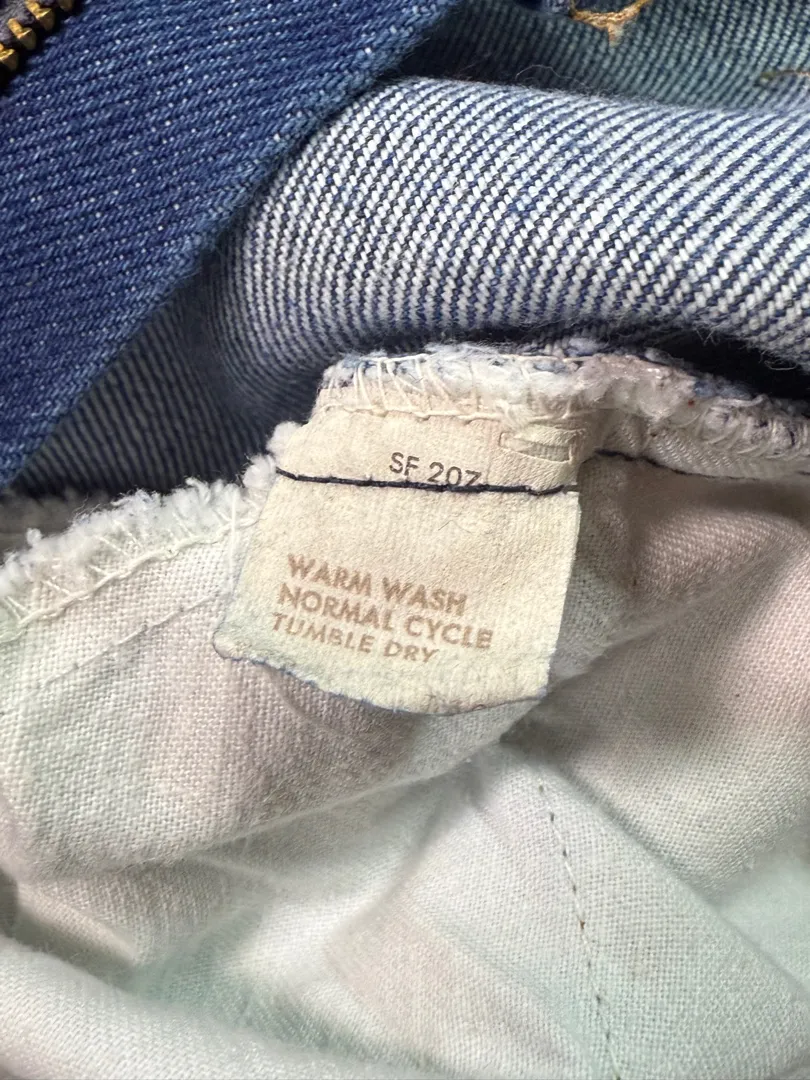 SF 207
WARM WASH
NORMAL CYCLE
TUMBLE DRY